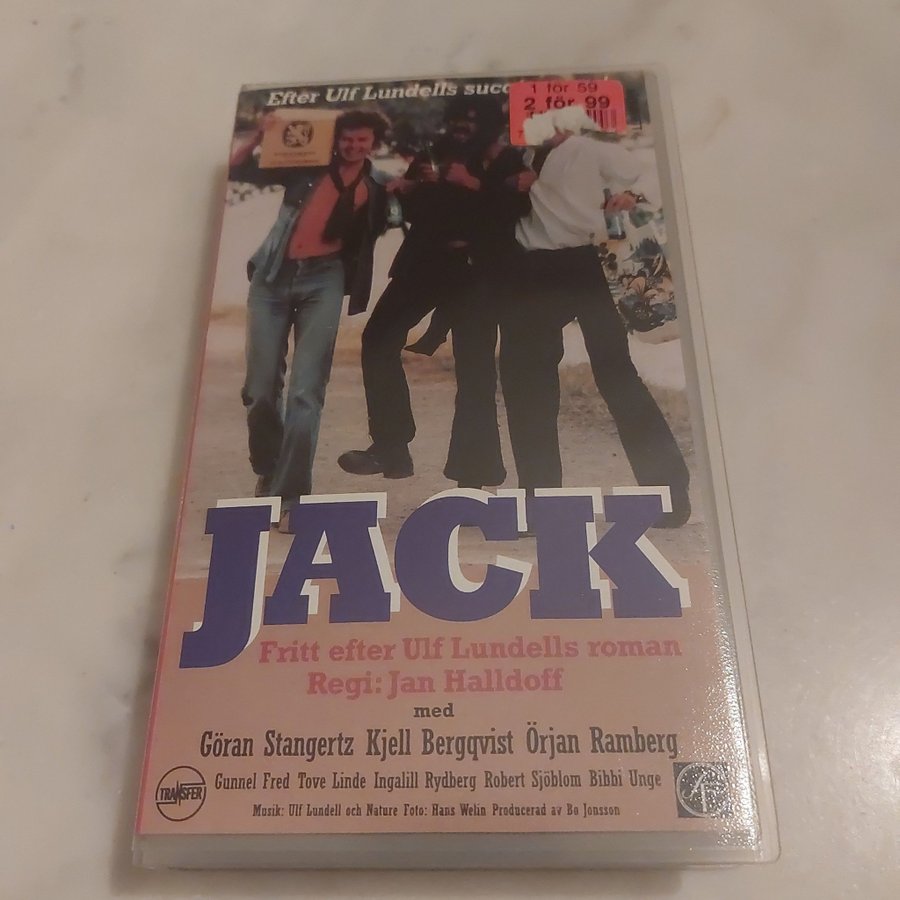 Efter Ulf Lundells succ
1 för 59
2 för 99
JACK
Fritt efter Ulf Lundells roman
Regi: Jan Halldoff
med
Göran Stangertz Kjell Bergqvist Örjan Ramberg
Gunnel Fred Tove Linde Ingalill Rydberg Robert Sjöblom Bibbi Unge
TRANSFER
Musik: Ulf Lundell och Nature Foto: Hans Welin Producerad av Bo Jonsson